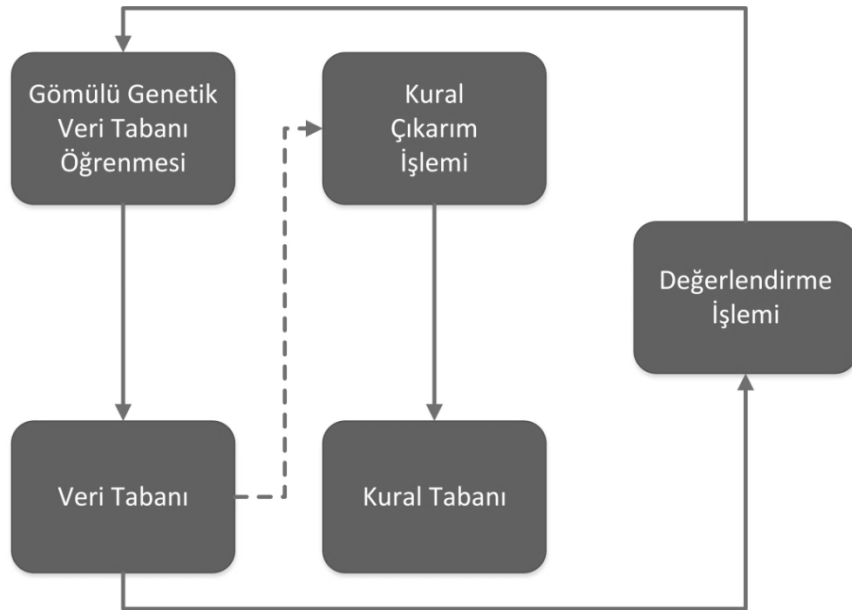 Gömülü Genetik
Veri Tabanı
Öğrenmesi
Kural
Çıkarım
İşlemi
Değerlendirme
İşlemi
Veri Tabanı
Kural Tabanı